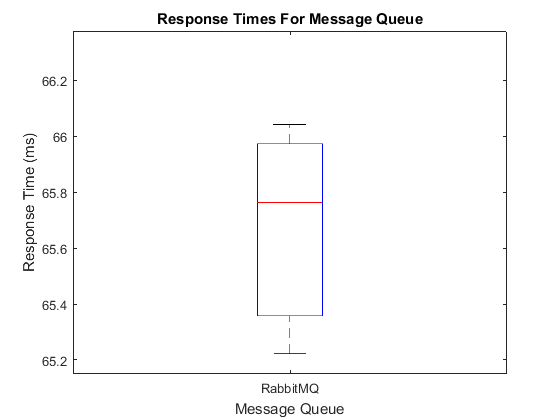 Response Times For Message Queue
66.2
66
65.8
65.6
65.4
65.2
Response Time (ms)
RabbitMQ
Message Queue